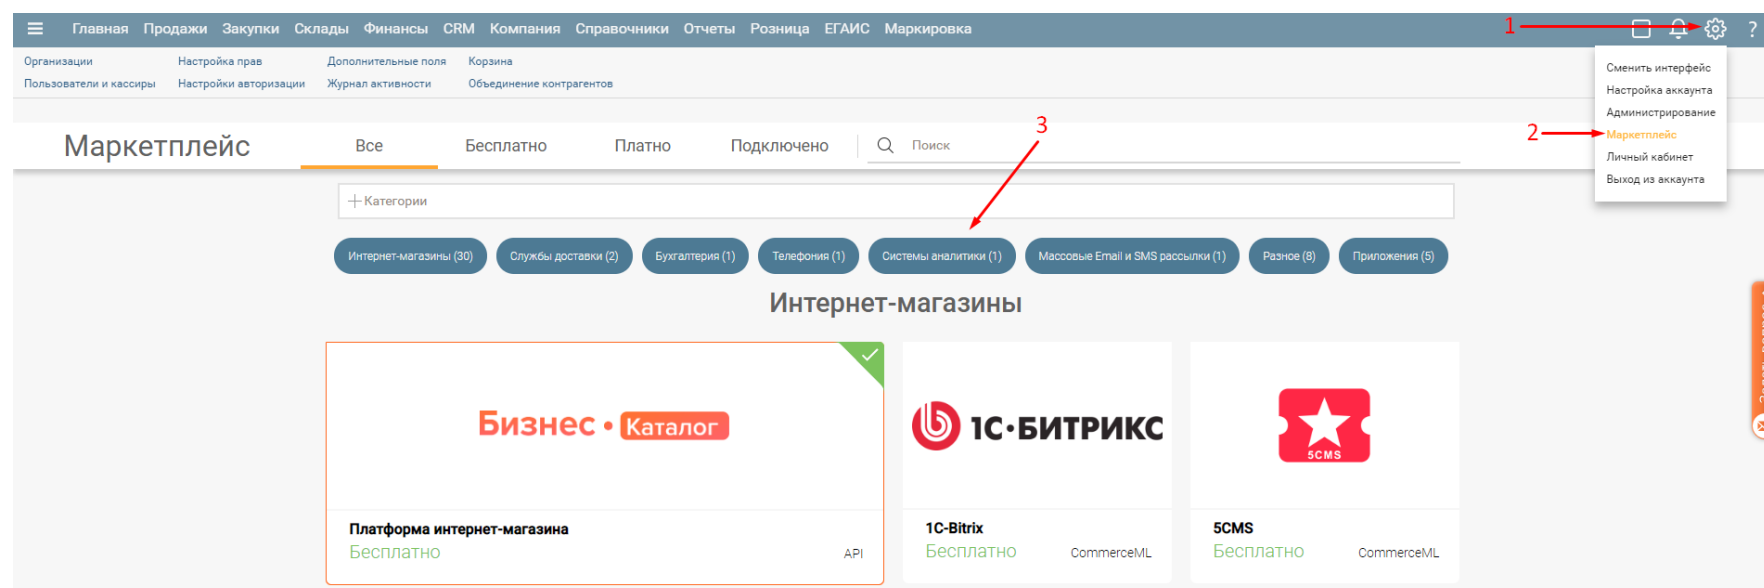 Главная Продажи Закупки Склады Финансы CRM Компания Справочники Отчеты Розница ЕГАИС Маркировка 1 ?
Организации Настройка прав Дополнительные поля Корзина
Пользователи и кассиры Настройки авторизации Журнал активности Объединение контрагентов
Сменить интерфейс
Настройка аккаунта
Администрирование
2 Маркетплейс
Личный кабинет
Выход из аккаунта
3
Маркетплейс Все Бесплатно Платно Подключено Поиск
+ Категории
Интернет-магазины (30) Службы доставки (2) Бухгалтерия (1) Телефония (1) Системы аналитики (1) Массовые Email и SMS рассылки (1) Разное (8) Приложения (5)
Интернет-магазины
Бизнес • Каталог
1С·БИТРИКС
5CMS
Платформа интернет-магазина
Бесплатно API
1C-Bitrix
Бесплатно CommerceML
5CMS
Бесплатно CommerceML